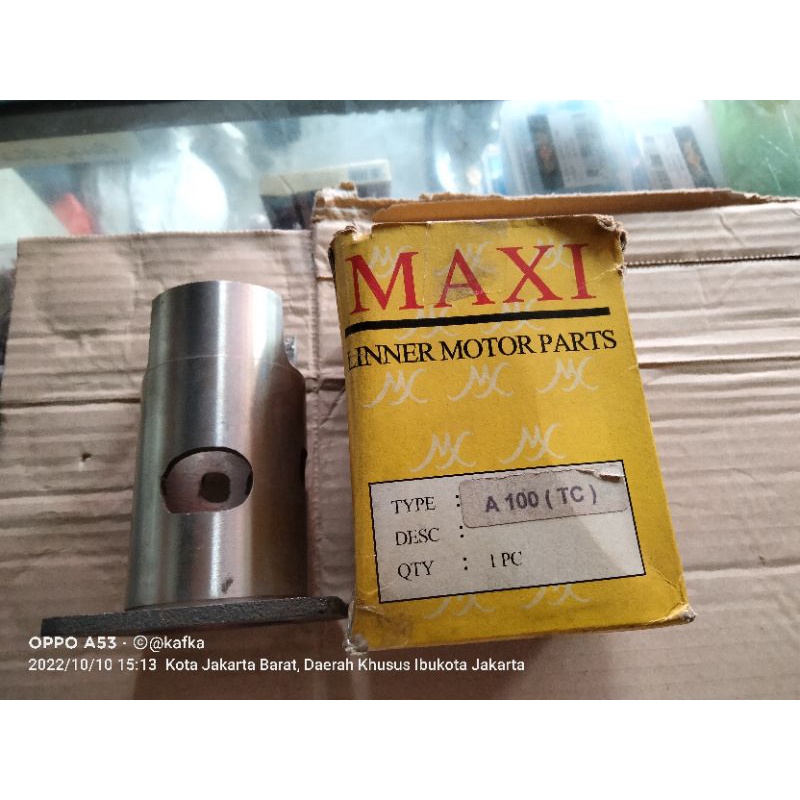 MAXI
LINNER MOTOR PARTS
TYPE : A 100 ( TC )
DESC :
QTY : 1 PC
OPPO A53 · ©@kafka
2022/10/10 15:13 Kota Jakarta Barat, Daerah Khusus Ibukota Jakarta